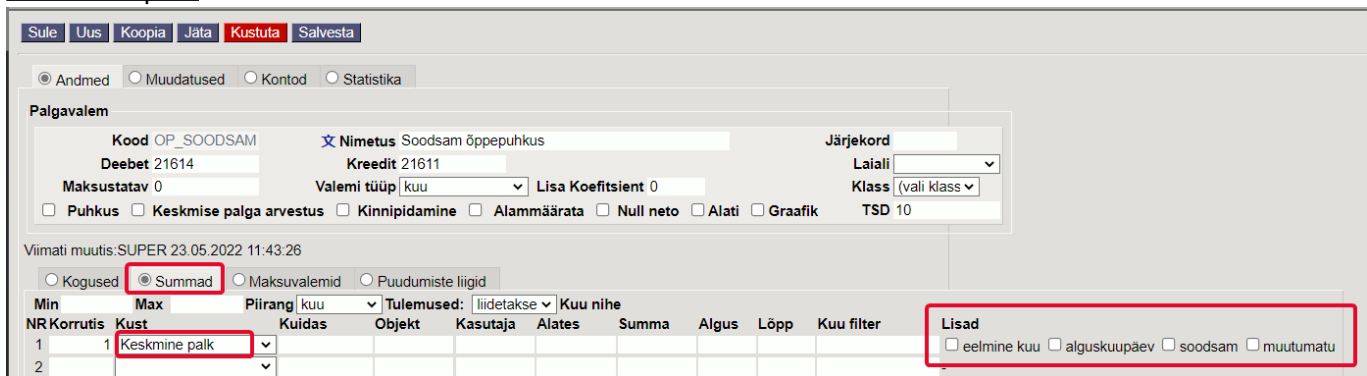 Sule Uus Koopia Jäta Kustuta Salvesta
Andmed Muudatused Kontod Statistika
Palgavalem
Kood OP_SOODSAM Nimetus Soodsam õppepuhkus Järjekord
Deebet 21614 Kreedit 21611 Laiali
Maksustatav 0 Valemi tüüp kuu Lisa Koefitsient 0 Klass (vali klass
Puhkus Keskmise palga arvestus Kinnipidamine Alammäärata Null neto Alati Graafik TSD 10
Viimati muutis:SUPER 23.05.2022 11:43:26
Kogused Summad Maksuvalemid Puudumiste liigid
Min Max Piirang kuu Tulemused: liidetakse Kuu nihe
NR Korrutis Kust Kuidas Objekt Kasutaja Alates Summa Algus Lõpp Kuu filter Lisad
1 1 Keskmine palk eelmine kuu alguskuupäev soodsam muutumatu
2 -